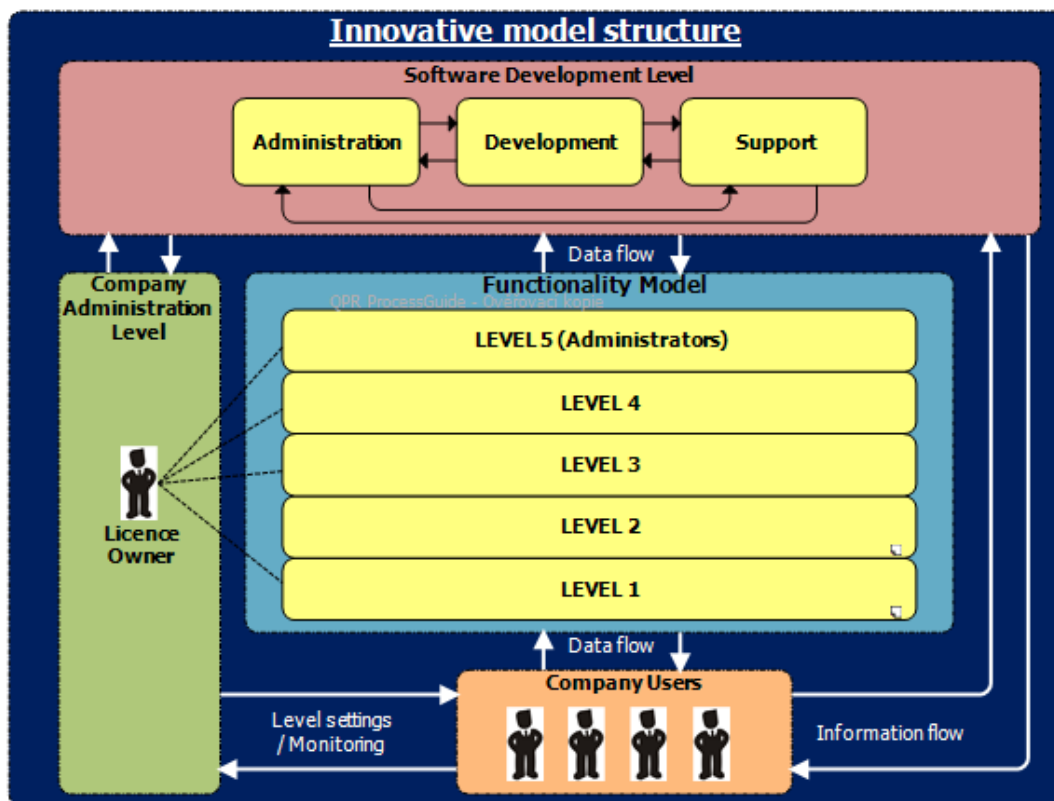 Innovative model structure
Software Development Level
Administration
Development
Support
Data flow
Company
Administration
Level
Functionality Model
QPR ProcessGuide - Ověřovací kopie
LEVEL 5 (Administrators)
LEVEL 4
LEVEL 3
LEVEL 2
LEVEL 1
Licence
Owner
Data flow
Company Users
Level settings
/ Monitoring
Information flow